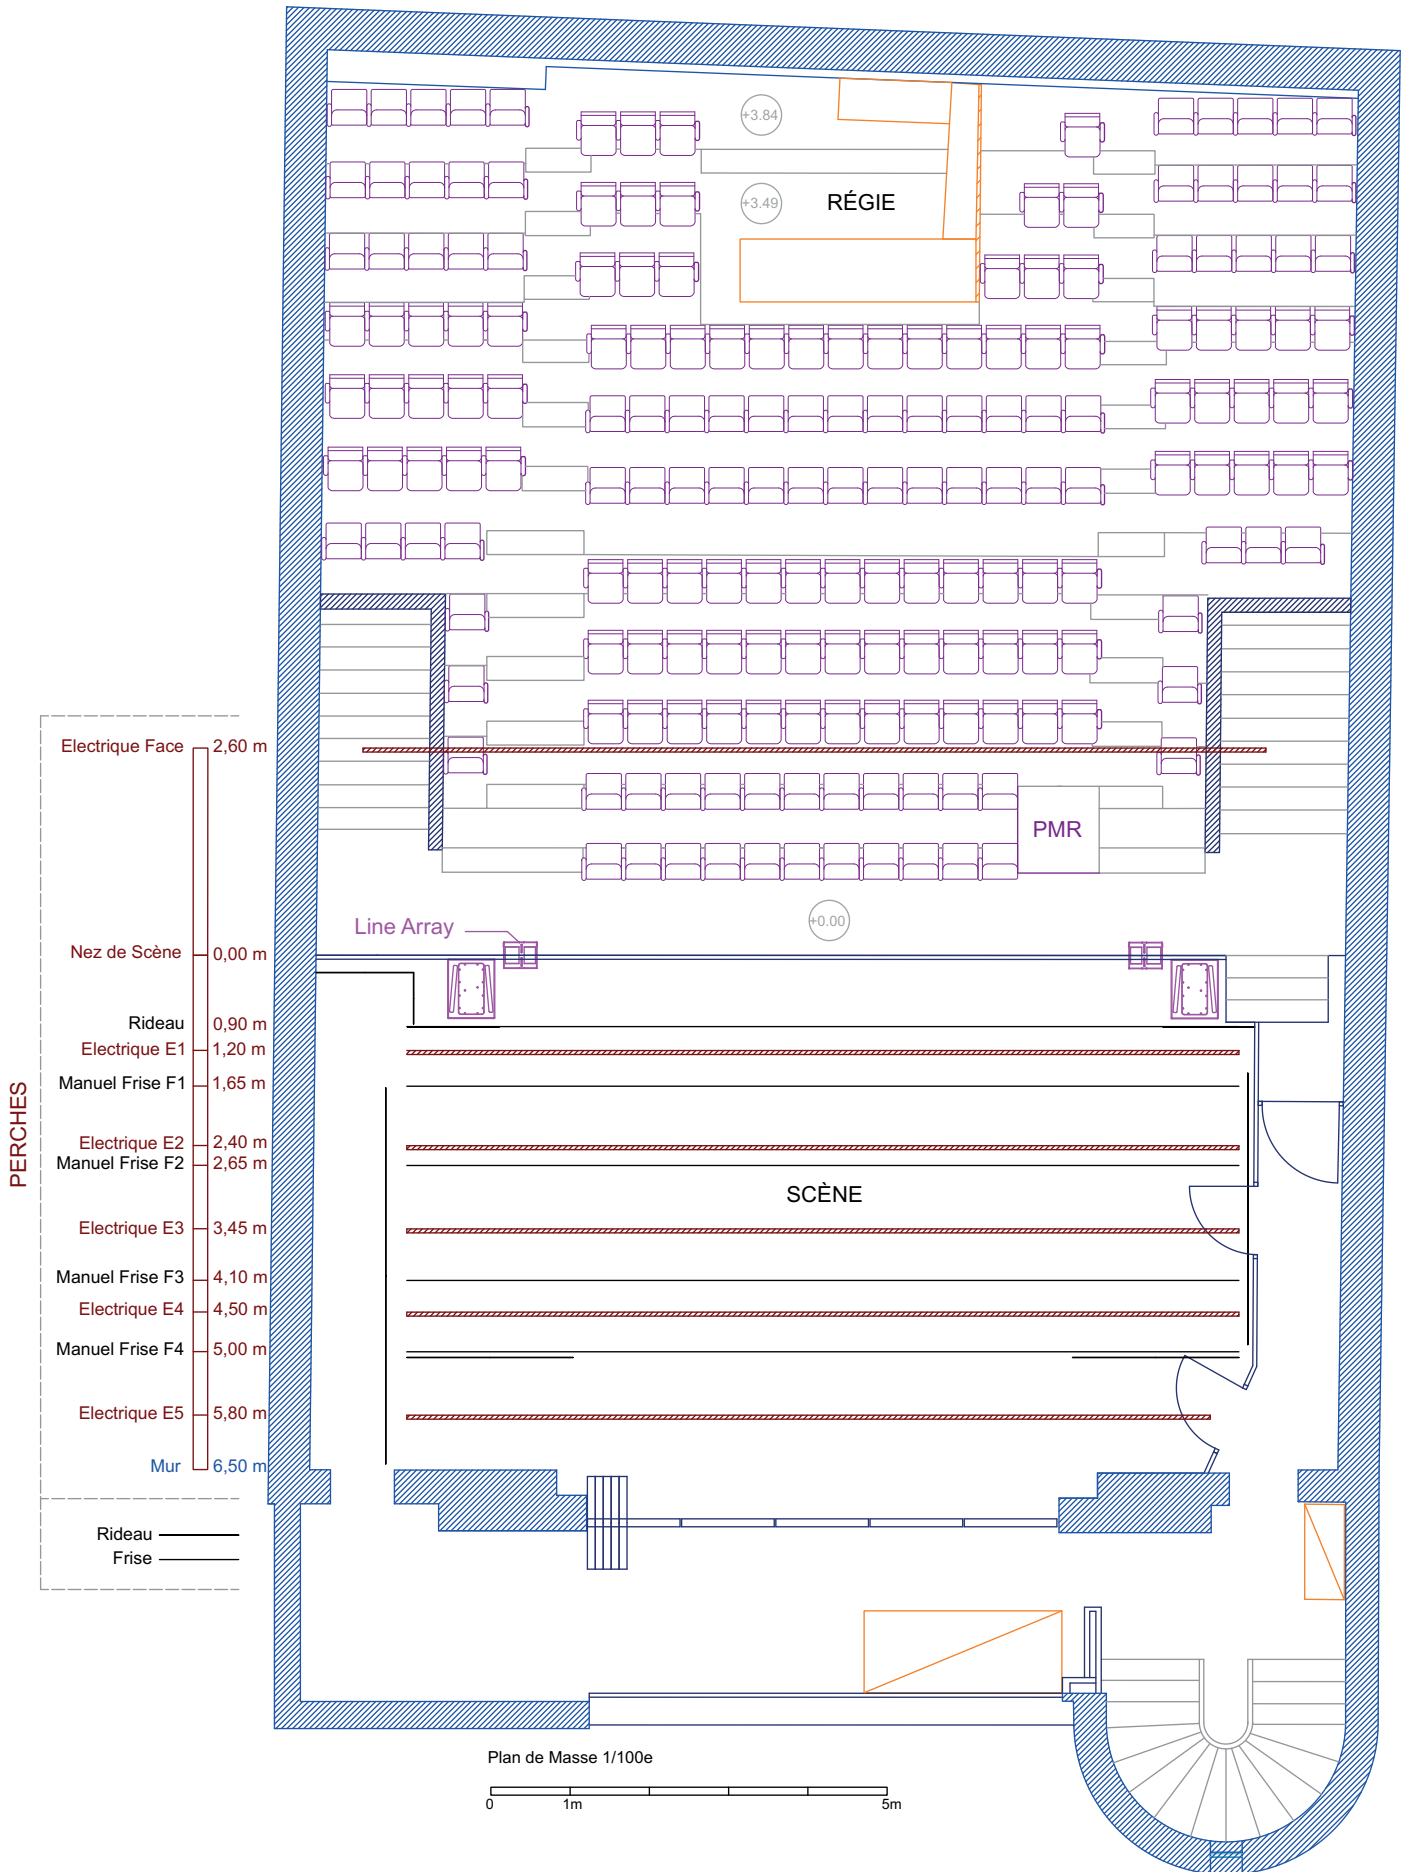 +3.84
+3.49
RÉGIE
Electrique Face 2,60 m
PMR
+0.00
Line Array
Nez de Scène 0,00 m
Rideau 0,90 m
Electrique E1 1,20 m
Manuel Frise F1 1,65 m
PERCHES
Electrique E2 2,40 m
Manuel Frise F2 2,65 m
SCÈNE
Electrique E3 3,45 m
Manuel Frise F3 4,10 m
Electrique E4 4,50 m
Manuel Frise F4 5,00 m
Electrique E5 5,80 m
Mur 6,50 m
Rideau
Frise
Plan de Masse 1/100e
0 1m 5m